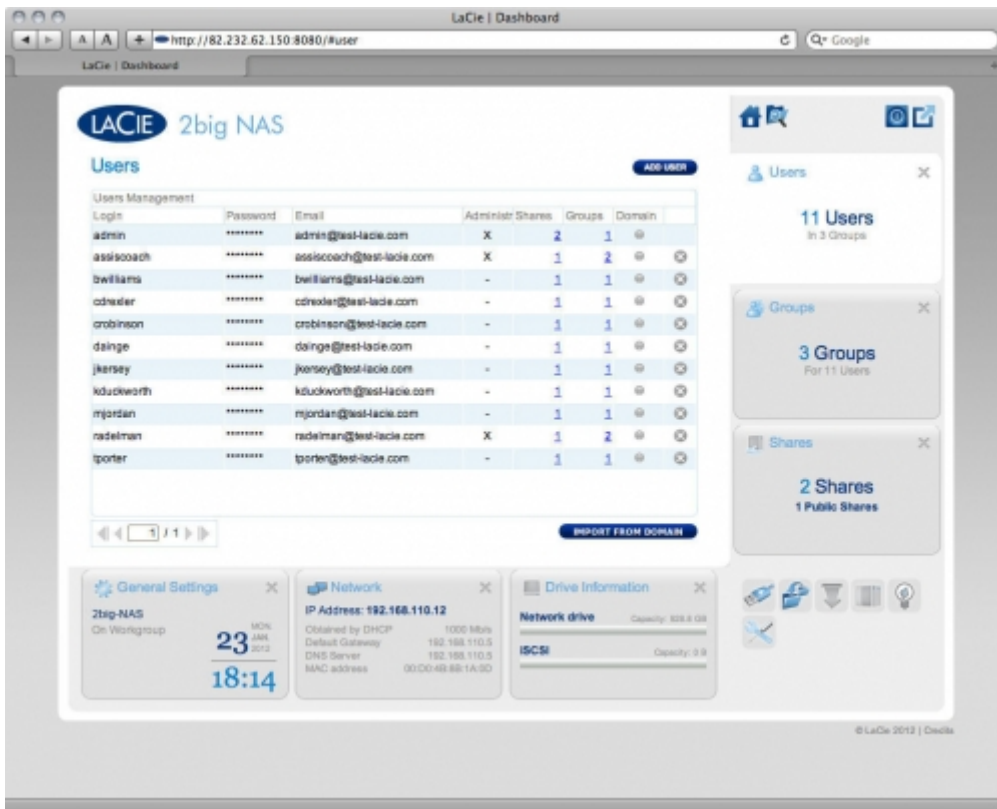 LaCie | Dashboard
A A + http://82.232.62.150:8080/#user Google
LaCie | Dashboard
LACIE 2big NAS
Users
ADD USER
Users Management
Login Password Email Administr Shares Groups Domain
admin ******** admin@test-lacie.com X 2 1
assiscoach ******** assiscoach@test-lacie.com X 1 2
bwilliams ******** bwilliams@test-lacie.com - 1 1
cdrexler ******** cdrexler@test-lacie.com - 1 1
crobinson ******** crobinson@test-lacie.com - 1 1
dainge ******** dainge@test-lacie.com - 1 1
jkersey ******** jkersey@test-lacie.com - 1 1
kduckworth ******** kduckworth@test-lacie.com - 1 1
mjordan ******** mjordan@test-lacie.com - 1 1
radelman ******** radelman@test-lacie.com X 1 2
tporter ******** tporter@test-lacie.com - 1 1
1 / 1
IMPORT FROM DOMAIN
Users
11 Users
In 3 Groups
Groups
3 Groups
For 11 Users
Shares
2 Shares
1 Public Shares
General Settings
2big-NAS
On Workgroup
MON.
23 JAN.
2012
18:14
Network
IP Address: 192.168.110.12
Obtained by DHCP 1000 Mb/s
Default Gateway 192.168.110.5
DNS Server 192.168.110.5
MAC address 00:D0:4B:8B:1A:0D
Drive Information
Network drive Capacity: GB
iSCSI Capacity: 0 B
© LaCie 2012 | Credits